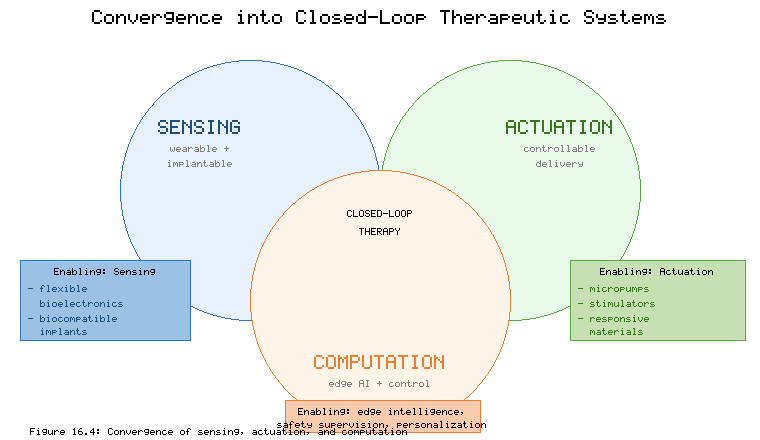 Convergence into Closed-Loop Therapeutic Systems
SENSING
wearable +
implantable
ACTUATION
controllable
delivery
CLOSED-LOOP
THERAPY
Enabling: Sensing
- flexible
bioelectronics
- biocompatible
implants
Enabling: Actuation
- micropumps
- stimulators
- responsive
materials
COMPUTATION
edge AI + control
Enabling: edge intelligence,
safety supervision, personalization
Figure 16.4: Convergence of sensing, actuation, and computation